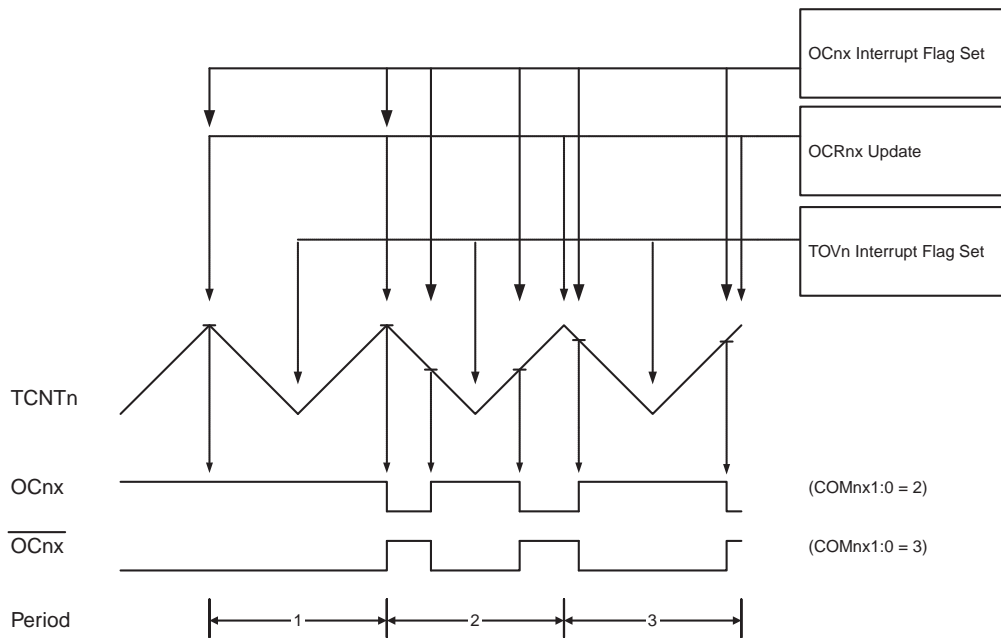 OCnx Interrupt Flag Set
OCRnx Update
TOVn Interrupt Flag Set
TCNTn
OCnx (COMnx1:0 = 2)
OCnx (COMnx1:0 = 3)
Period 1 2 3